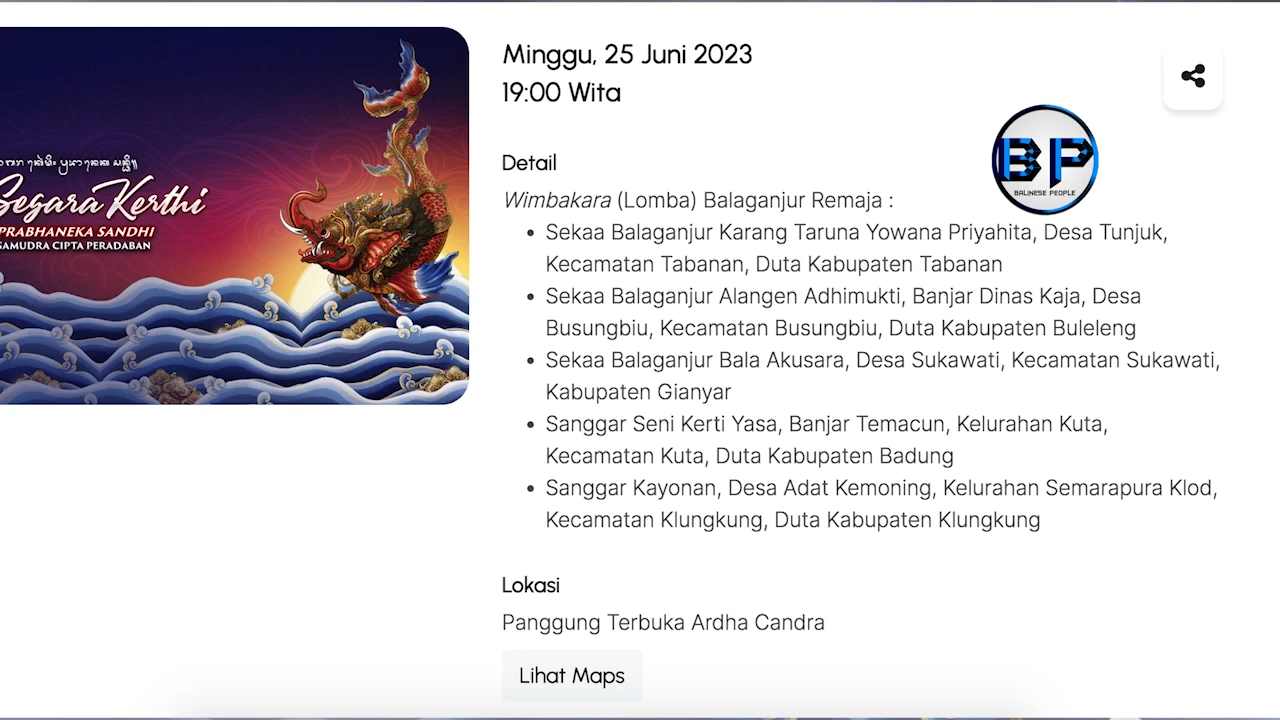 Segara Kerthi
PRABHANEKA SANDHI
SAMUDRA CIPTA PERADABAN
Minggu, 25 Juni 2023
19:00 Wita
BP
BALINESE PEOPLE
Detail
Wimbakara (Lomba) Balaganjur Remaja :
• Sekaa Balaganjur Karang Taruna Yowana Priyahita, Desa Tunjuk,
Kecamatan Tabanan, Duta Kabupaten Tabanan
• Sekaa Balaganjur Alangen Adhimukti, Banjar Dinas Kaja, Desa
Busungbiu, Kecamatan Busungbiu, Duta Kabupaten Buleleng
• Sekaa Balaganjur Bala Akusara, Desa Sukawati, Kecamatan Sukawati,
Kabupaten Gianyar
• Sanggar Seni Kerti Yasa, Banjar Temacun, Kelurahan Kuta,
Kecamatan Kuta, Duta Kabupaten Badung
• Sanggar Kayonan, Desa Adat Kemoning, Kelurahan Semarapura Klod,
Kecamatan Klungkung, Duta Kabupaten Klungkung
Lokasi
Panggung Terbuka Ardha Candra
Lihat Maps